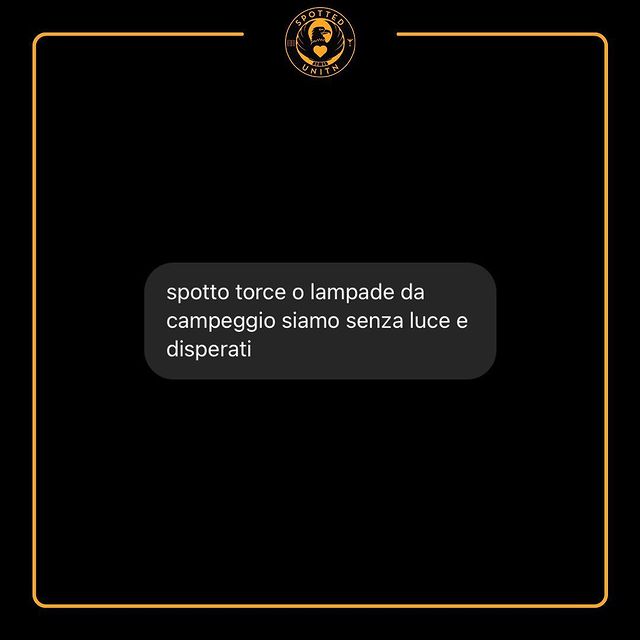 SPOTTED
UNITN
spotto torce o lampade da
campeggio siamo senza luce e
disperati